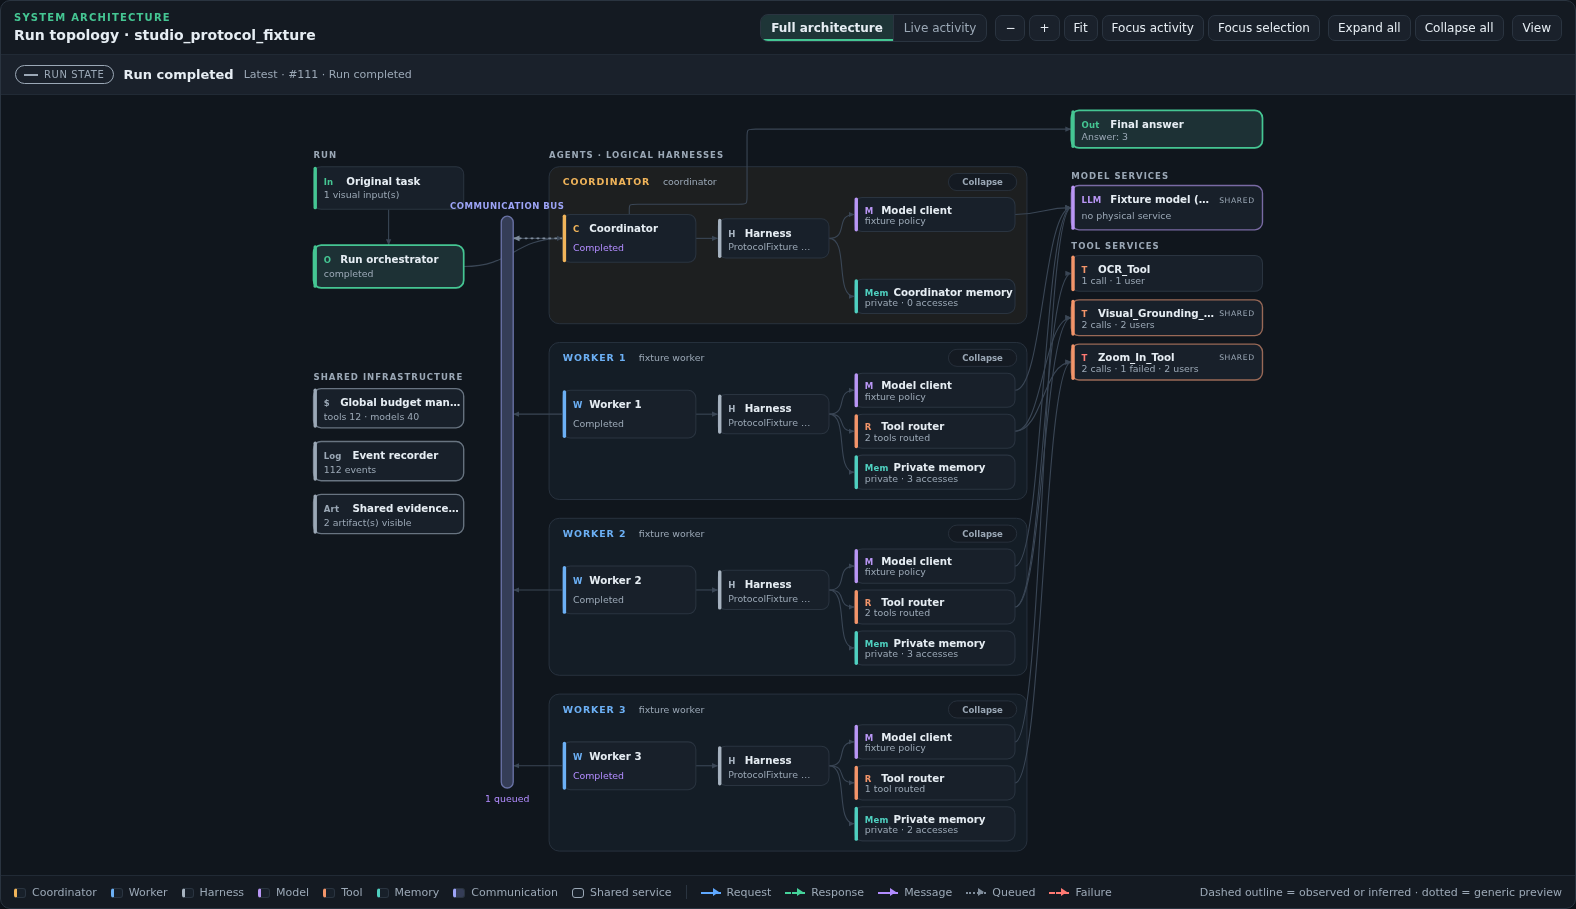 SYSTEM ARCHITECTURE
Run topology · studio_protocol_fixture
Full architecture
Live activity
−
+
Fit
Focus activity
Focus selection
Expand all
Collapse all
View
RUN STATE
Run completed
Latest · #111 · Run completed
Out Final answer
Answer: 3
RUN
In Original task
1 visual input(s)
O Run orchestrator
completed
COMMUNICATION BUS
1 queued
SHARED INFRASTRUCTURE
$ Global budget man…
tools 12 · models 40
Log Event recorder
112 events
Art Shared evidence…
2 artifact(s) visible
AGENTS · LOGICAL HARNESSES
COORDINATOR coordinator
Collapse
C Coordinator
Completed
H Harness
ProtocolFixture …
M Model client
fixture policy
Mem Coordinator memory
private · 0 accesses
WORKER 1 fixture worker
Collapse
W Worker 1
Completed
H Harness
ProtocolFixture …
M Model client
fixture policy
R Tool router
2 tools routed
Mem Private memory
private · 3 accesses
WORKER 2 fixture worker
Collapse
W Worker 2
Completed
H Harness
ProtocolFixture …
M Model client
fixture policy
R Tool router
2 tools routed
Mem Private memory
private · 3 accesses
WORKER 3 fixture worker
Collapse
W Worker 3
Completed
H Harness
ProtocolFixture …
M Model client
fixture policy
R Tool router
1 tool routed
Mem Private memory
private · 2 accesses
MODEL SERVICES
LLM Fixture model (… SHARED
no physical service
TOOL SERVICES
T OCR_Tool
1 call · 1 user
T Visual_Grounding_… SHARED
2 calls · 2 users
T Zoom_In_Tool SHARED
2 calls · 1 failed · 2 users
Coordinator
Worker
Harness
Model
Tool
Memory
Communication
Shared service
Request
Response
Message
Queued
Failure
Dashed outline = observed or inferred · dotted = generic preview